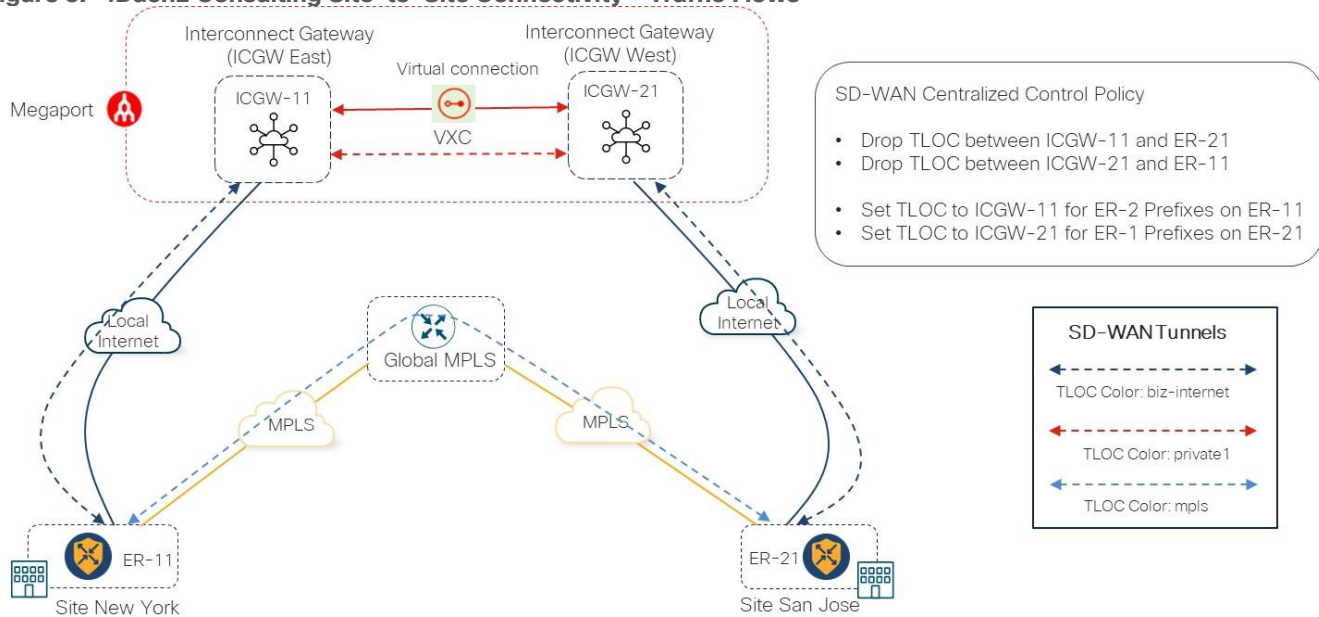 Interconnect Gateway
(ICGW East)
Interconnect Gateway
(ICGW West)
Megaport
ICGW-11
Virtual connection
VXC
ICGW-21
SD-WAN Centralized Control Policy
• Drop TLOC between ICGW-11 and ER-21
• Drop TLOC between ICGW-21 and ER-11
• Set TLOC to ICGW-11 for ER-2 Prefixes on ER-11
• Set TLOC to ICGW-21 for ER-1 Prefixes on ER-21
Local
Internet
Global MPLS
Local
Internet
MPLS
MPLS
SD-WAN Tunnels
TLOC Color: biz-internet
TLOC Color: private1
TLOC Color: mpls
ER-11
Site New York
ER-21
Site San Jose